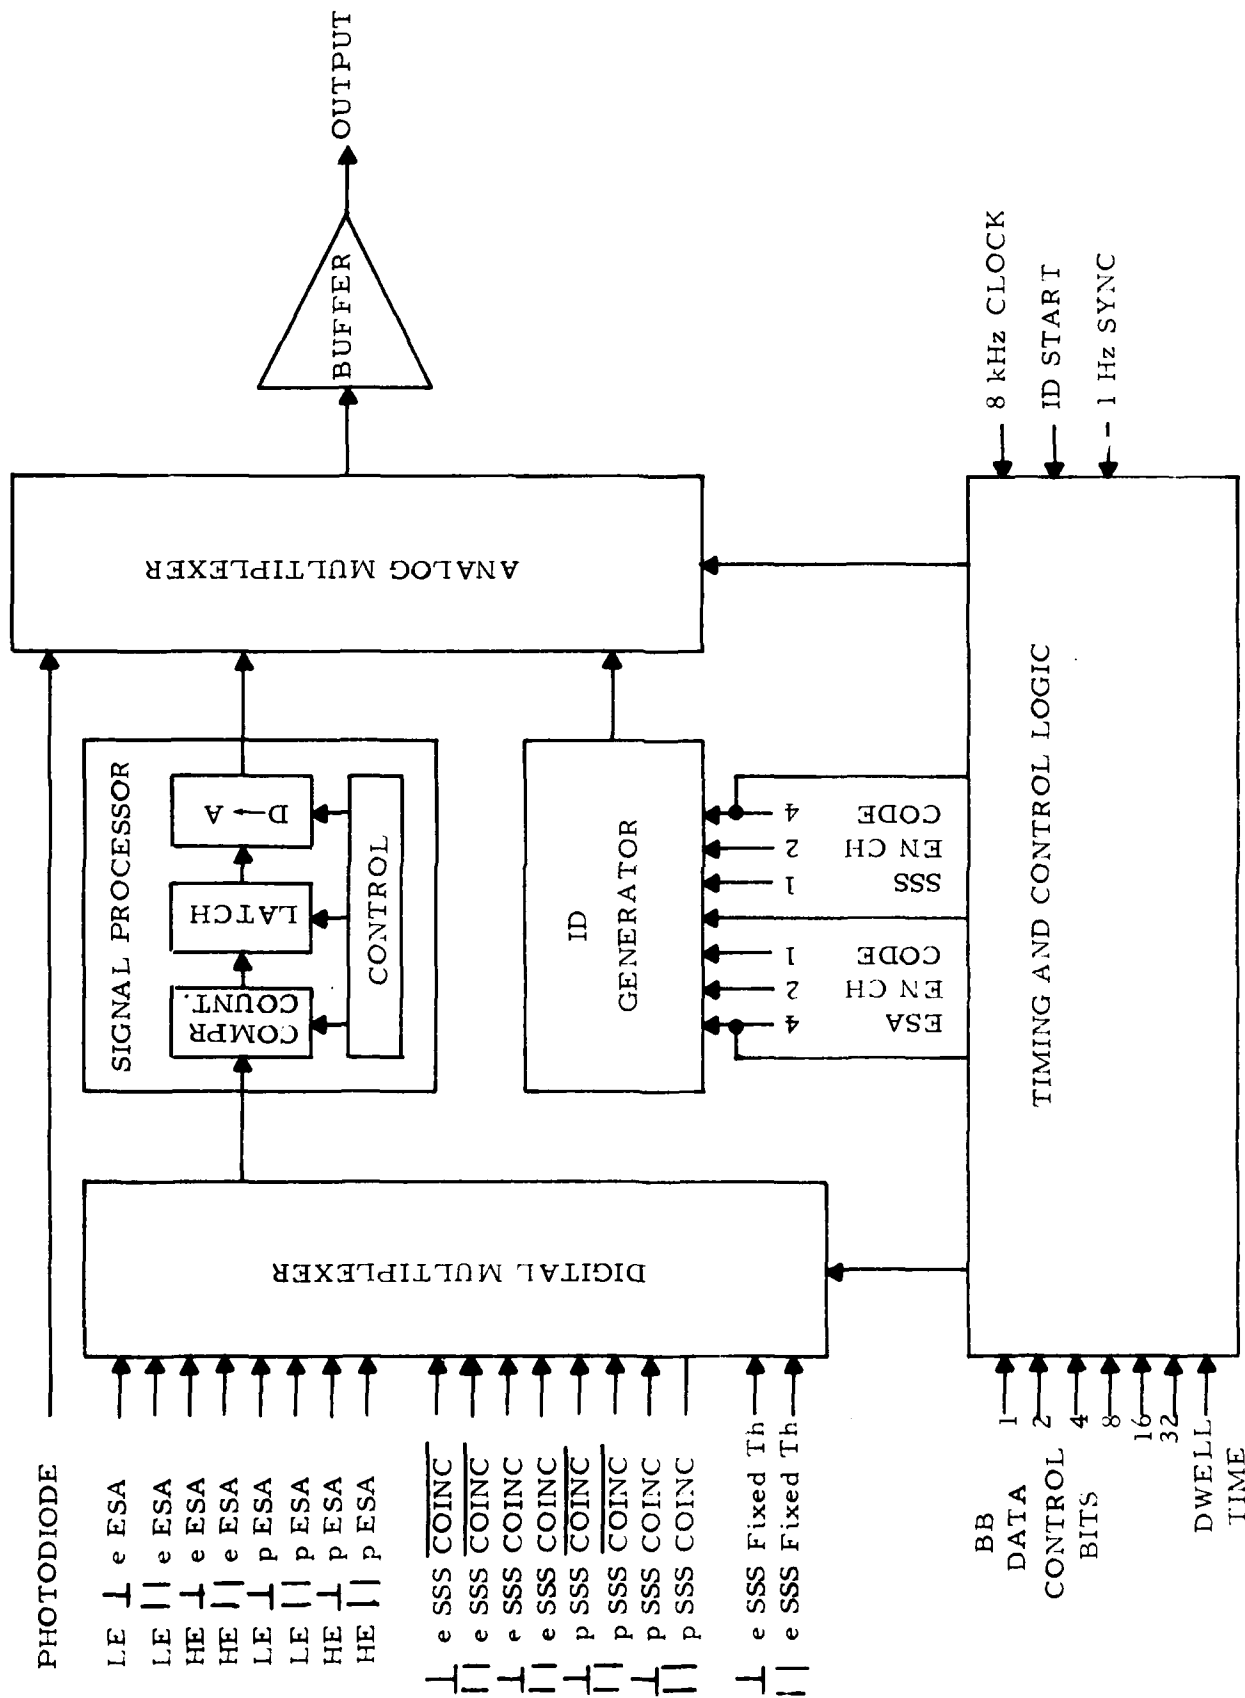 PHOTODIODE
LE ⊥ e ESA
LE || e ESA
HE ⊥ e ESA
HE || e ESA
LE ⊥ p ESA
LE || p ESA
HE ⊥ p ESA
HE || p ESA
⊥ e SSS C̅O̅I̅N̅C̅
|| e SSS C̅O̅I̅N̅C̅
⊥ e SSS COINC
|| e SSS COINC
⊥ p SSS C̅O̅I̅N̅C̅
|| p SSS C̅O̅I̅N̅C̅
⊥ p SSS COINC
|| p SSS COINC
⊥ e SSS Fixed Th
|| e SSS Fixed Th
DIGITAL MULTIPLEXER
SIGNAL PROCESSOR
COMPR
COUNT.
LATCH
D→A
CONTROL
ID
GENERATOR
4 ESA
2 EN CH
1 CODE
1 SSS
2 EN CH
4 CODE
ANALOG MULTIPLEXER
BUFFER
OUTPUT
BB
DATA
CONTROL
BITS
1
2
4
8
16
32
DWELL
TIME
TIMING AND CONTROL LOGIC
8 kHz CLOCK
ID START
1 Hz SYNC